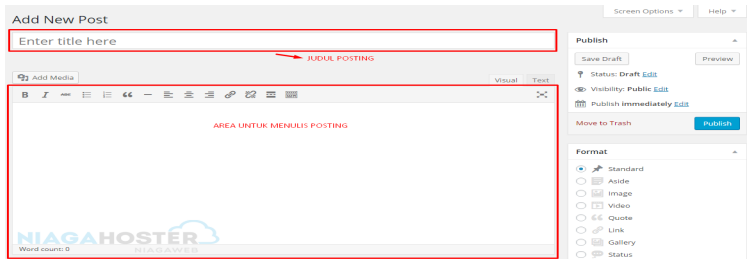 Screen Options Help
Add New Post
Enter title here
JUDUL POSTING
Add Media
Visual Text
B I ABC
AREA UNTUK MENULIS POSTING
NIAGAHOSTER
NIAGAWEB
Word count: 0
Publish
Save Draft Preview
Status: Draft Edit
Visibility: Public Edit
Publish immediately Edit
Move to Trash Publish
Format
Standard
Aside
Image
Video
Quote
Link
Gallery
Status